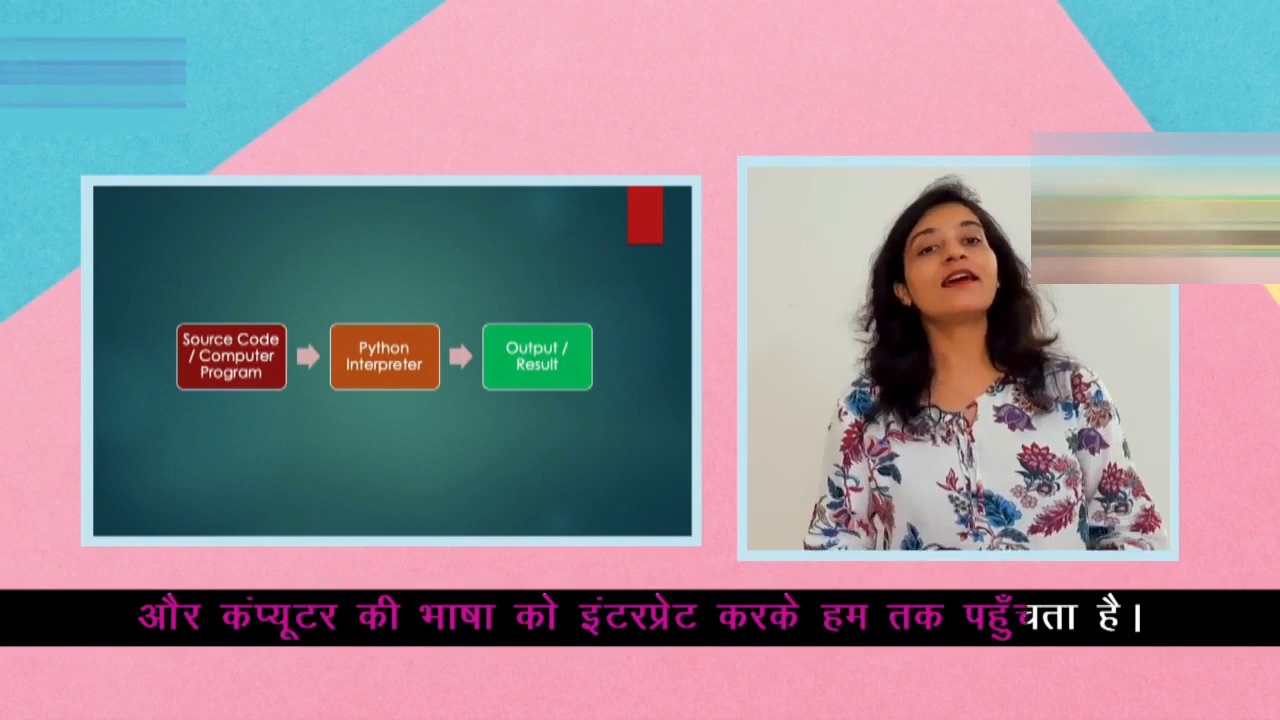 Source Code
/ Computer
Program
Python
Interpreter
Output /
Result
और कंप्यूटर की भाषा को इंटरप्रेट करके हम तक पहुँचता है।